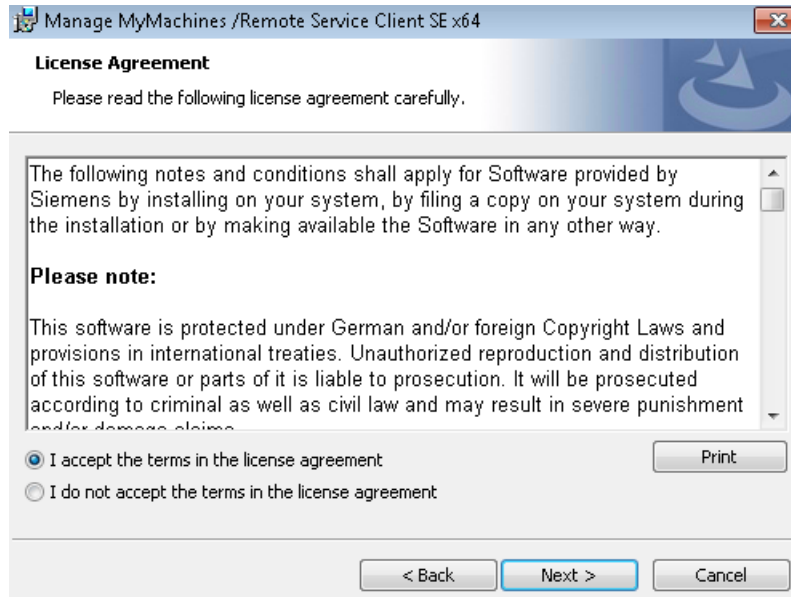 Manage MyMachines /Remote Service Client SE x64
License Agreement
Please read the following license agreement carefully.
The following notes and conditions shall apply for Software provided by
Siemens by installing on your system, by filing a copy on your system during
the installation or by making available the Software in any other way.
Please note:
This software is protected under German and/or foreign Copyright Laws and
provisions in international treaties. Unauthorized reproduction and distribution
of this software or parts of it is liable to prosecution. It will be prosecuted
according to criminal as well as civil law and may result in severe punishment
and/or damage claims.
I accept the terms in the license agreement
Print
I do not accept the terms in the license agreement
< Back
Next >
Cancel